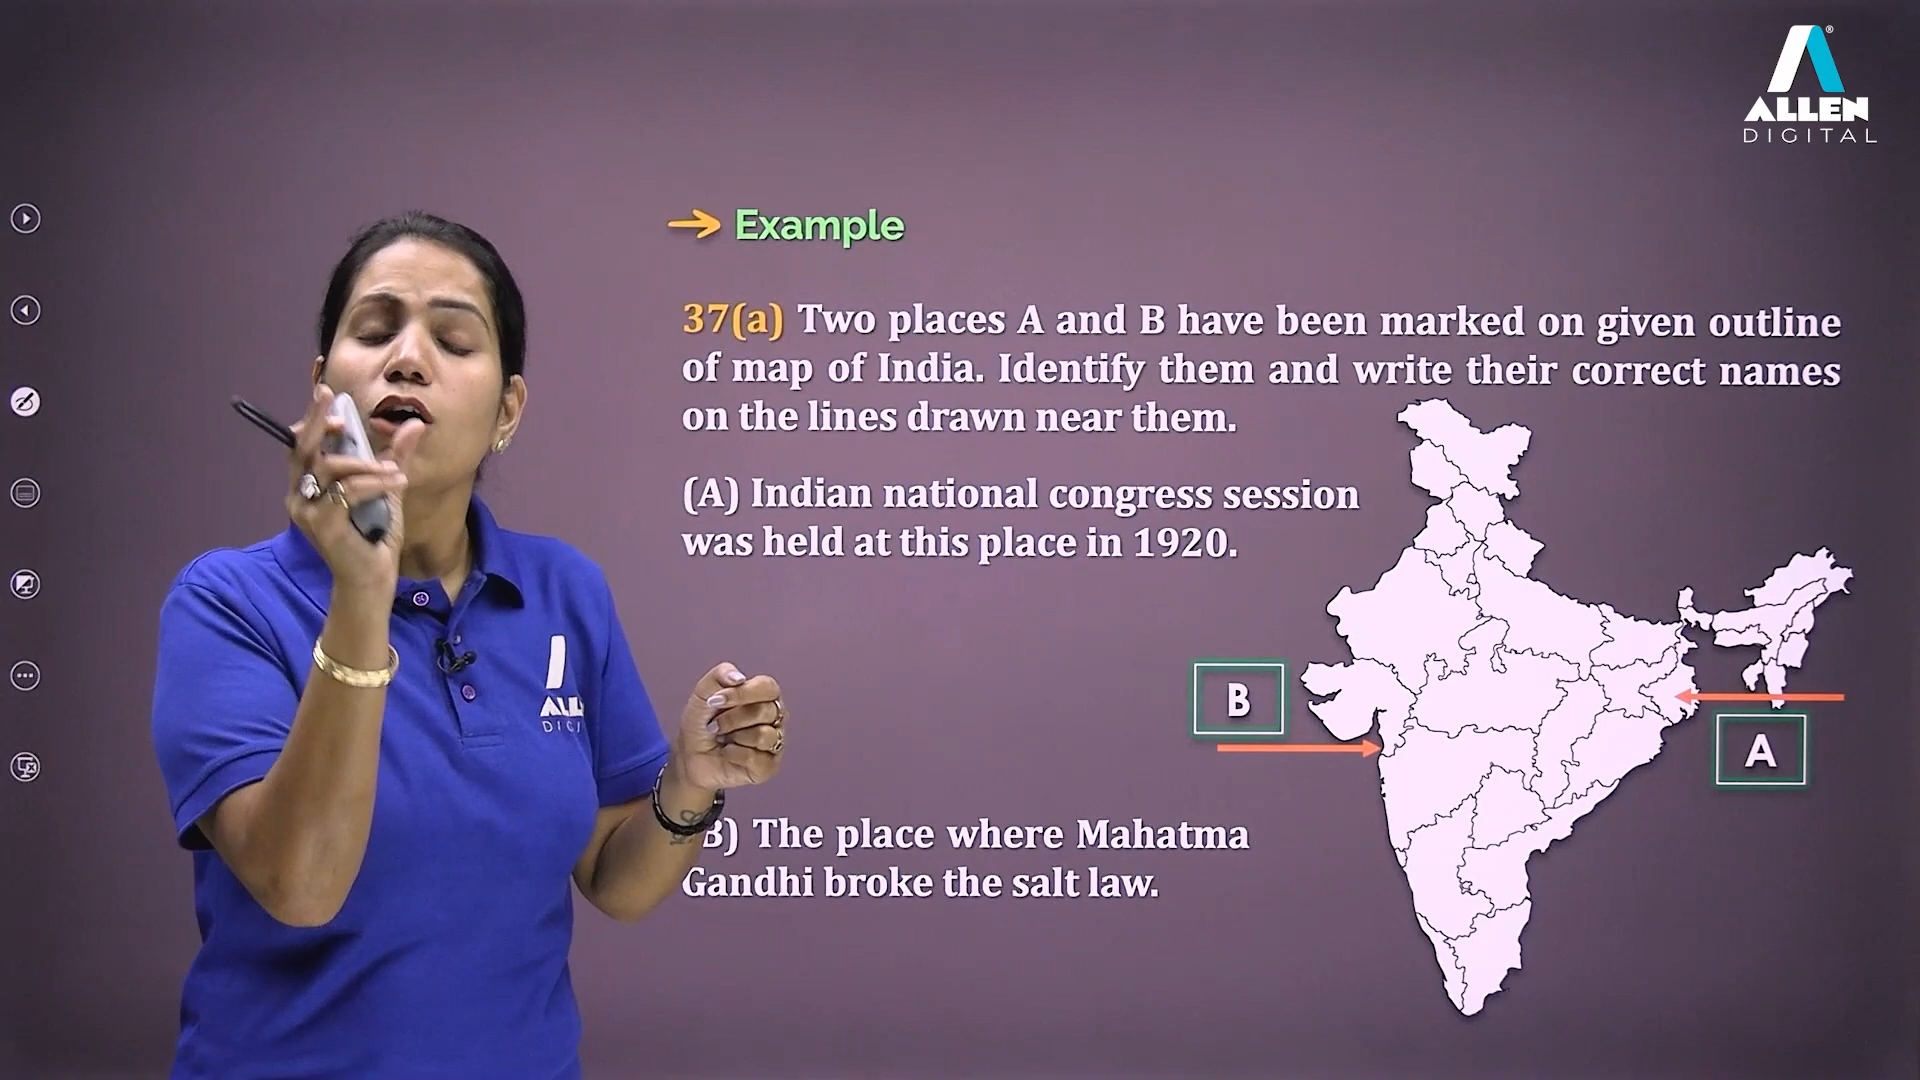 ALLEN
DIGITAL
Example
37(a) Two places A and B have been marked on given outline
of map of India. Identify them and write their correct names
on the lines drawn near them.
(A) Indian national congress session
was held at this place in 1920.
B
A
B) The place where Mahatma
Gandhi broke the salt law.